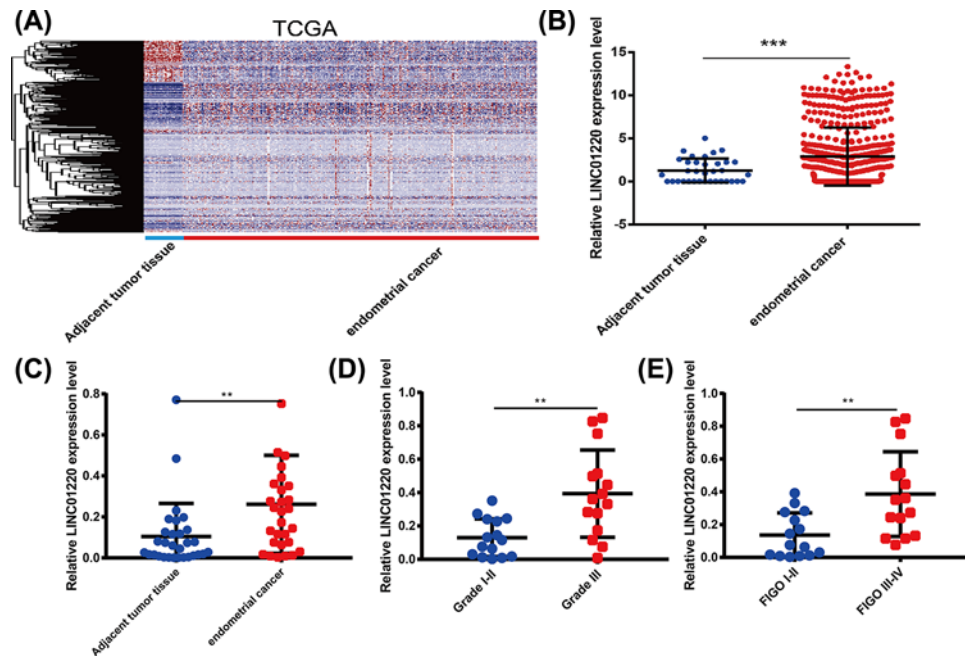 (A)
TCGA
Adjacent tumor tissue
endometrial cancer
(B)
***
Relative LINC01220 expression level
15
10
5
0
-5
Adjacent tumor tissue
endometrial cancer
(C)
**
Relative LINC01220 expression level
0.8
0.6
0.4
0.2
0.0
Adjacent tumor tissue
endometrial cancer
(D)
**
Relative LINC01220 expression level
1.0
0.8
0.6
0.4
0.2
0.0
Grade I-II
Grade III
(E)
**
Relative LINC01220 expression level
1.0
0.8
0.6
0.4
0.2
0.0
FIGO I-II
FIGO III-IV